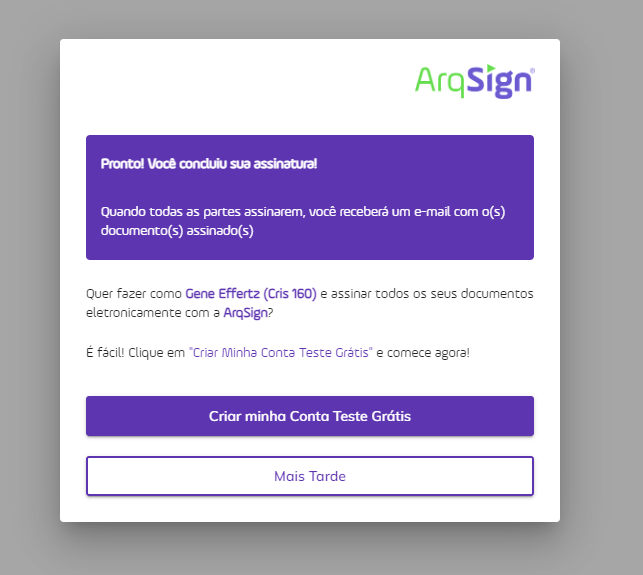 ArqSign®
Pronto! Você concluiu sua assinatura!
Quando todas as partes assinarem, você receberá um e-mail com o(s)
documento(s) assinado(s)
Quer fazer como Gene Effertz (Cris 160) e assinar todos os seus documentos
eletronicamente com a ArqSign?
É fácil! Clique em "Criar Minha Conta Teste Grátis" e comece agora!
Criar minha Conta Teste Grátis
Mais Tarde